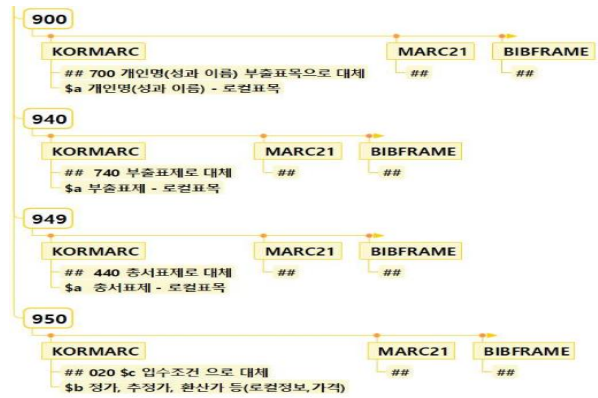 900
KORMARC MARC21 BIBFRAME
## 700 개인명(성과 이름) 부출표목으로 대체 ## ##
$a 개인명(성과 이름) - 로컬표목
940
KORMARC MARC21 BIBFRAME
## 740 부출표제로 대체 ## ##
$a 부출표제 - 로컬표목
949
KORMARC MARC21 BIBFRAME
## 440 총서표제로 대체 ## ##
$a 총서표제 - 로컬표목
950
KORMARC MARC21 BIBFRAME
## 020 $c 입수조건 으로 대체 ## ##
$b 정가, 추정가, 환산가 등(로컬정보,가격)